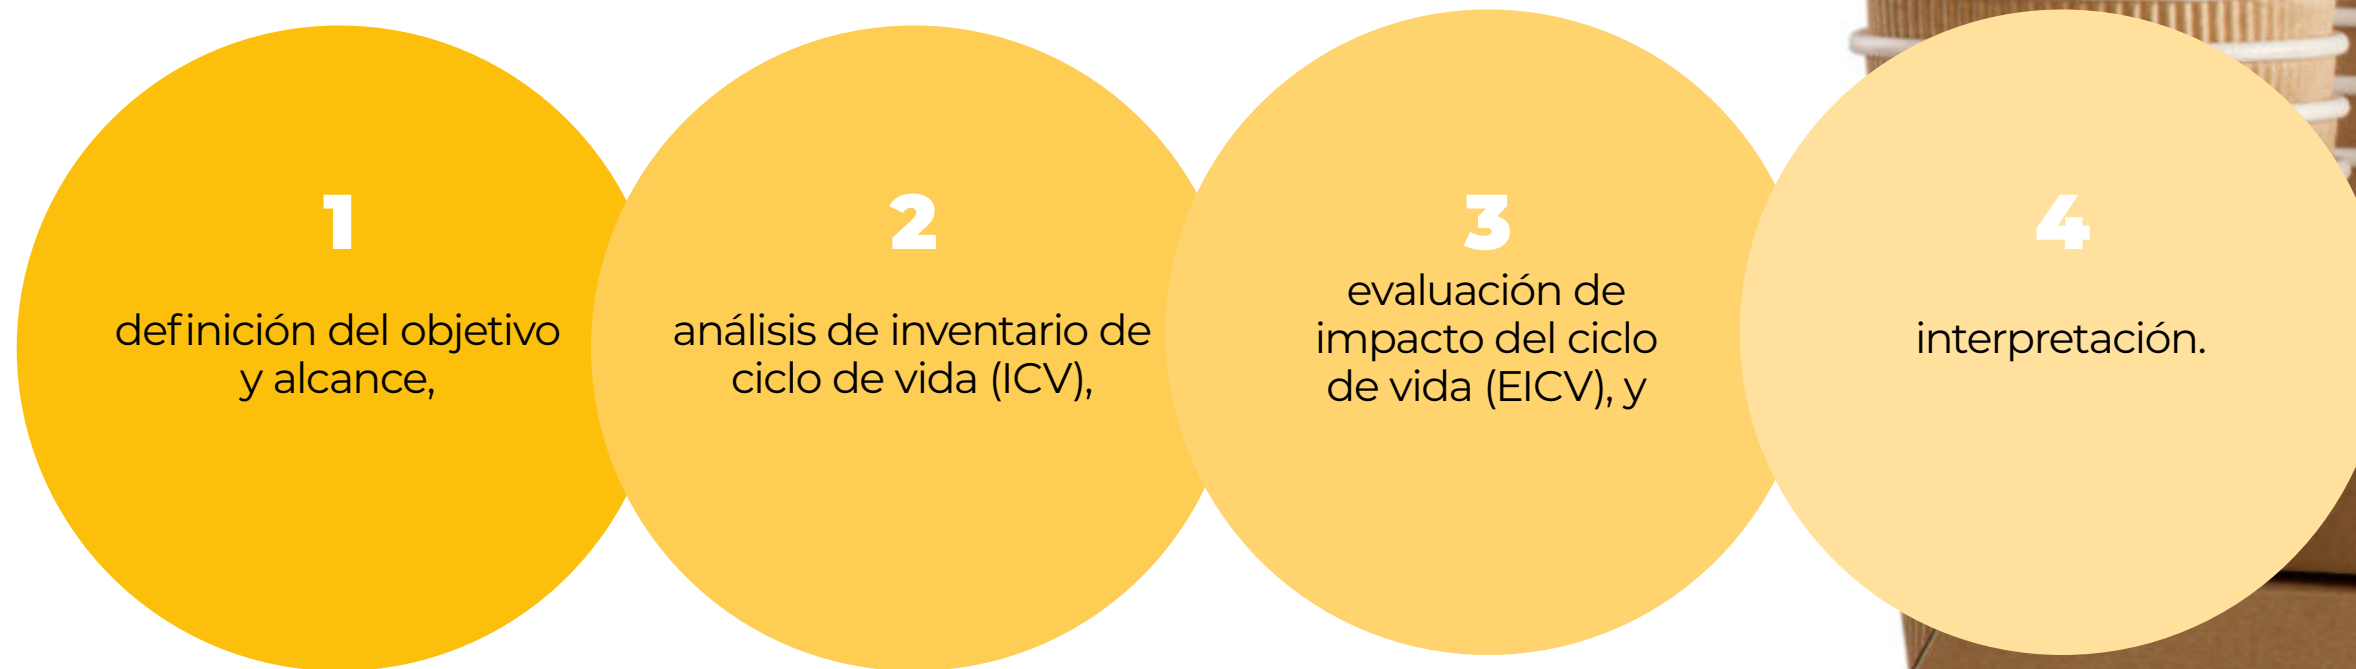 1
definición del objetivo
y alcance,
2
análisis de inventario de
ciclo de vida (ICV),
3
evaluación de
impacto del ciclo
de vida (EICV), y
4
interpretación.